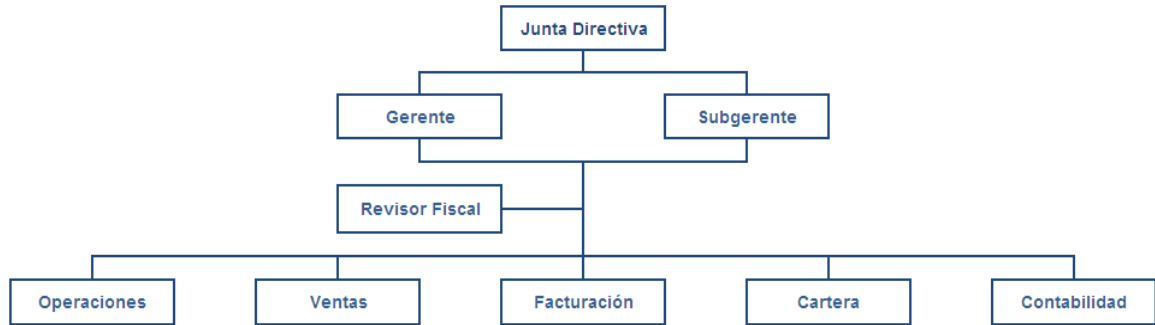 Junta Directiva
Gerente
Subgerente
Revisor Fiscal
Operaciones
Ventas
Facturación
Cartera
Contabilidad